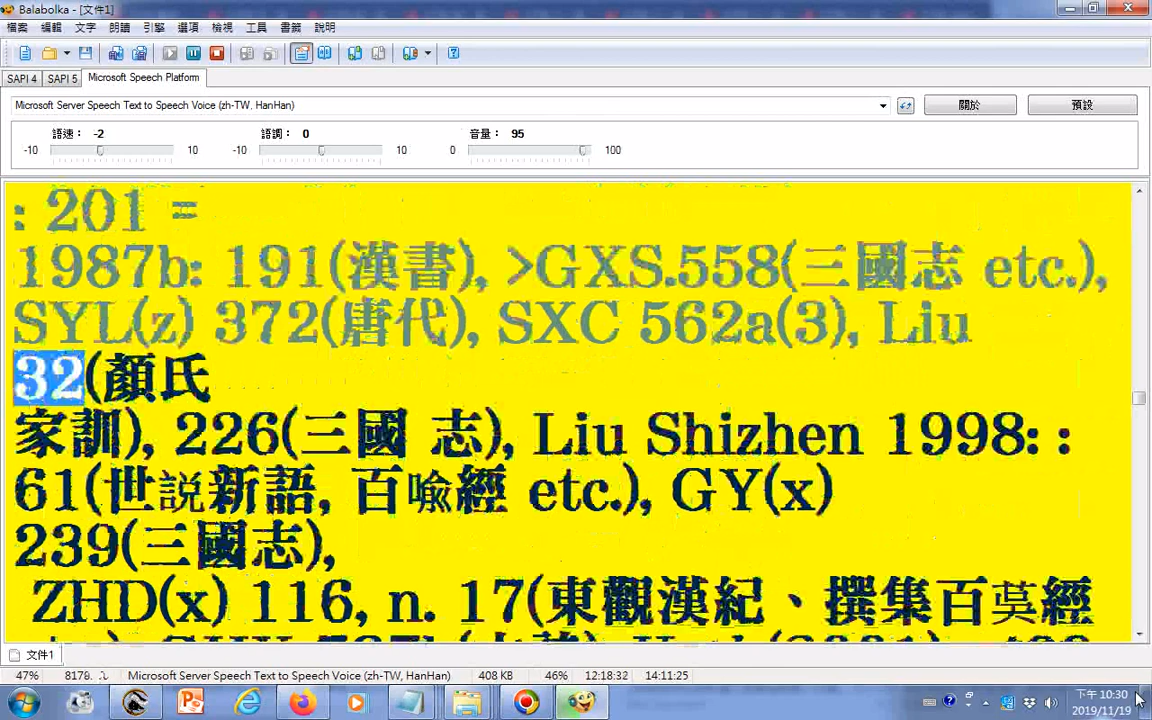 Balabolka - [文件1]
檔案 編輯 文字 朗讀 引擎 選項 檢視 工具 書籤 說明
SAPI 4 SAPI 5 Microsoft Speech Platform
Microsoft Server Speech Text to Speech Voice (zh-TW, HanHan) 關於 預設
語速： -2 語調： 0 音量： 95
-10 10 -10 10 0 100
: 201 =
1987b: 191(漢書), >GXS.558(三國志 etc.),
SYL(z) 372(唐代), SXC 562a(3), Liu
32(顏氏
家訓), 226(三國 志), Liu Shizhen 1998: :
61(世説新語, 百喩經 etc.), GY(x)
239(三國志),
ZHD(x) 116, n. 17(東觀漢紀、撰集百
文件1
47% 8178. Microsoft Server Speech Text to Speech Voice (zh-TW, HanHan) 408 KB 46% 12:18:32 14:11:25
下午 10:30
2019/11/19